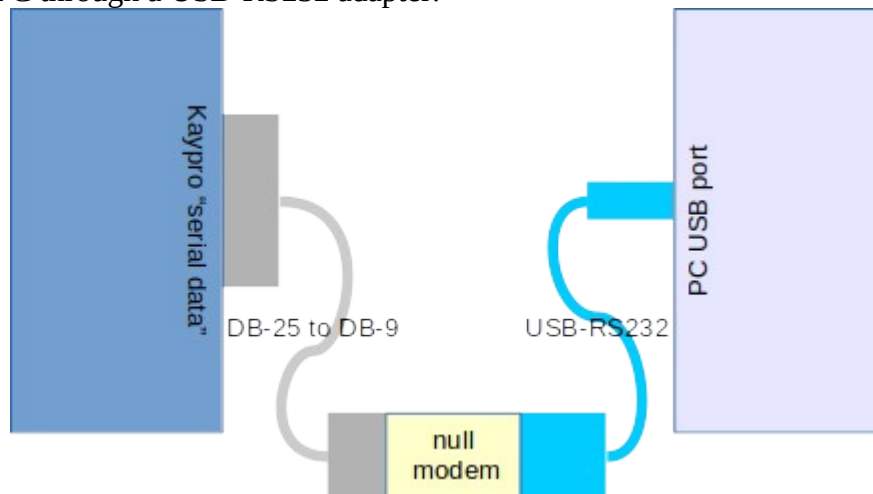 PC through a USB-RS232 adapter.
Kaypro “serial data”
PC USB port
DB-25 to DB-9
USB-RS232
null
modem